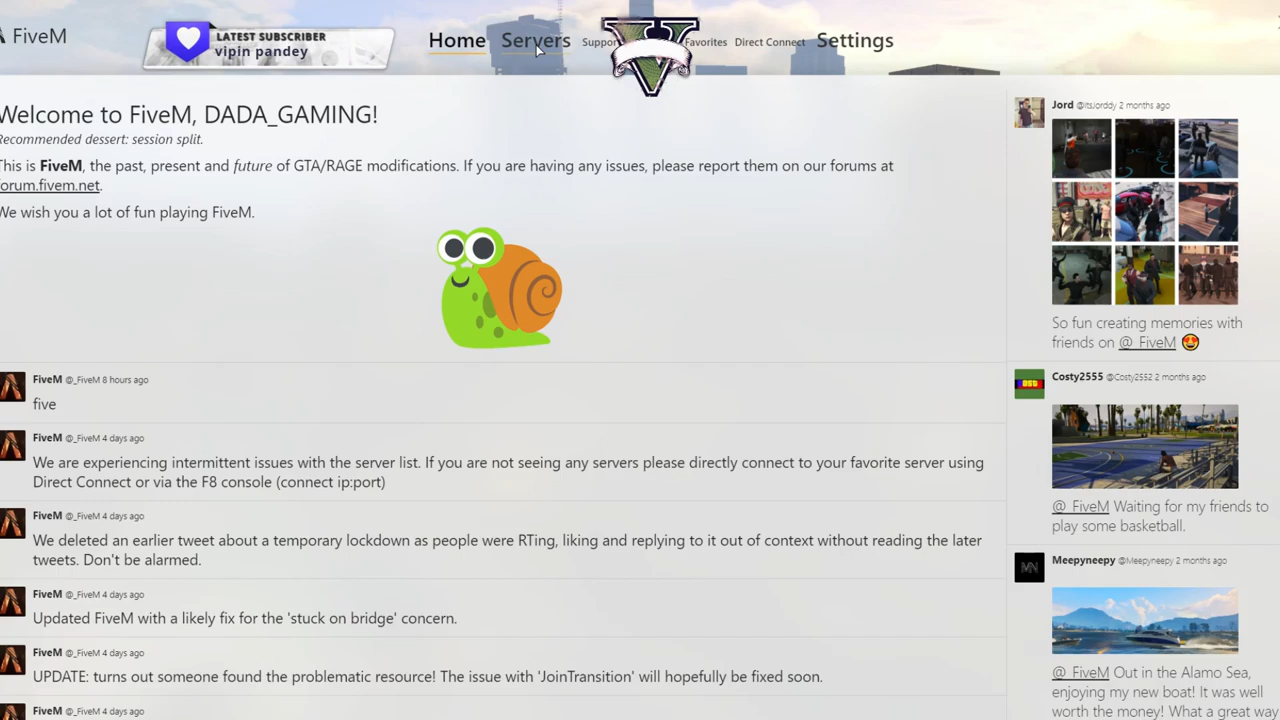 FiveM
LATEST SUBSCRIBER
vipin pandey
Home Servers Favorites Direct Connect Settings
Welcome to FiveM, DADA_GAMING!
Recommended dessert: session split.
This is FiveM, the past, present and future of GTA/RAGE modifications. If you are having any issues, please report them on our forums at
forum.fivem.net.
We wish you a lot of fun playing FiveM.
FiveM @_FiveM 8 hours ago
five
FiveM @_FiveM 4 days ago
We are experiencing intermittent issues with the server list. If you are not seeing any servers please directly connect to your favorite server using
Direct Connect or via the F8 console (connect ip:port)
FiveM @_FiveM 4 days ago
We deleted an earlier tweet about a temporary lockdown as people were RTing, liking and replying to it out of context without reading the later
tweets. Don't be alarmed.
FiveM @_FiveM 4 days ago
Updated FiveM with a likely fix for the 'stuck on bridge' concern.
FiveM @_FiveM 4 days ago
UPDATE: turns out someone found the problematic resource! The issue with 'JoinTransition' will hopefully be fixed soon.
FiveM @_FiveM 4 days ago
Jord @itsJorddy 2 months ago
So fun creating memories with
friends on @_FiveM 😍
Costy2555 @Costy2552 2 months ago
@_FiveM Waiting for my friends to
play some basketball.
MN
Meepyneepy @Meepyneepy 2 months ago
@_FiveM Out in the Alamo Sea,
enjoying my new boat! It was well
worth the money! What a great way